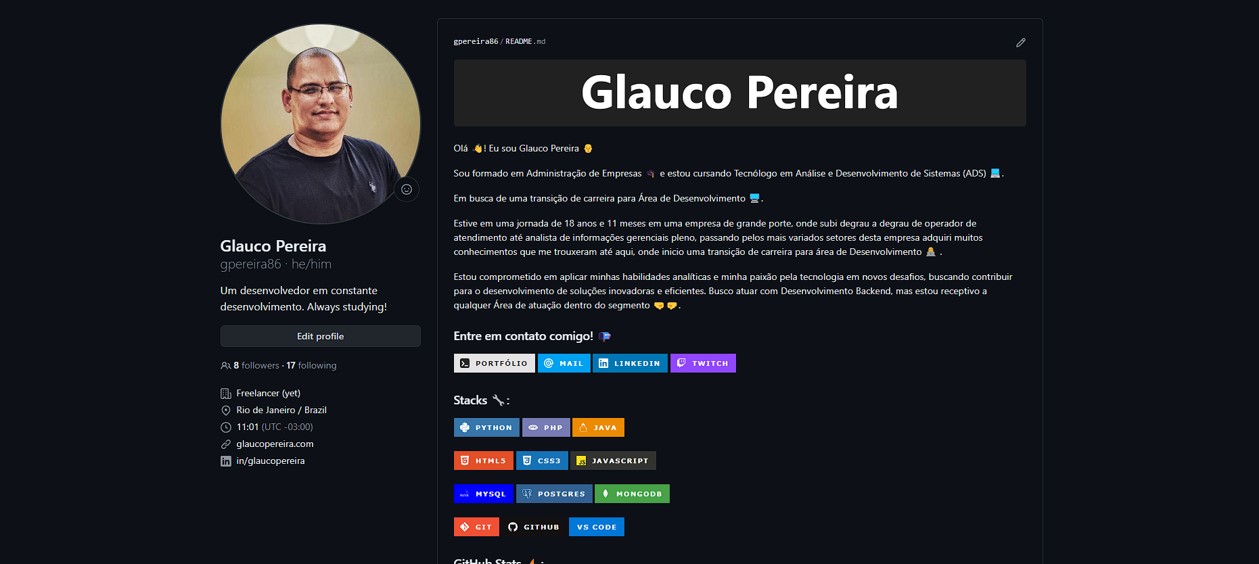 Glauco Pereira
gpereira86 · he/him
Um desenvolvedor em constante
desenvolvimento. Always studying!
Edit profile
8 followers · 17 following
Freelancer (yet)
Rio de Janeiro / Brazil
11:01 (UTC -03:00)
glaucopereira.com
in/glaucopereira
gpereira86 / README.md
Glauco Pereira
Olá 👋! Eu sou Glauco Pereira
Sou formado em Administração de Empresas e estou cursando Tecnólogo em Análise e Desenvolvimento de Sistemas (ADS) .
Em busca de uma transição de carreira para Área de Desenvolvimento .
Estive em uma jornada de 18 anos e 11 meses em uma empresa de grande porte, onde subi degrau a degrau de operador de
atendimento até analista de informações gerenciais pleno, passando pelos mais variados setores desta empresa adquiri muitos
conhecimentos que me trouxeram até aqui, onde inicio uma transição de carreira para área de Desenvolvimento .
Estou comprometido em aplicar minhas habilidades analíticas e minha paixão pela tecnologia em novos desafios, buscando contribuir
para o desenvolvimento de soluções inovadoras e eficientes. Busco atuar com Desenvolvimento Backend, mas estou receptivo a
qualquer Área de atuação dentro do segmento .
Entre em contato comigo!
PORTFÓLIO MAIL LINKEDIN TWITCH
Stacks :
PYTHON PHP JAVA
HTML5 CSS3 JAVASCRIPT
MYSQL POSTGRES MONGODB
GIT GITHUB VS CODE
GitHub Stats :